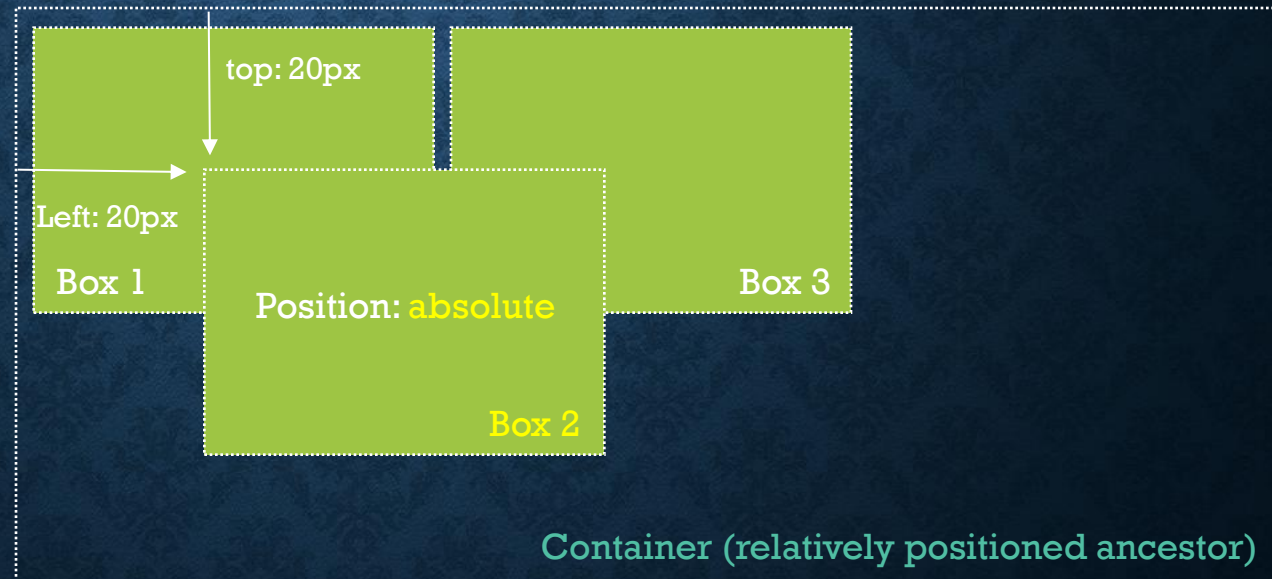 top: 20px
Left: 20px
Box 1
Position: absolute
Box 3
Box 2
Container (relatively positioned ancestor)